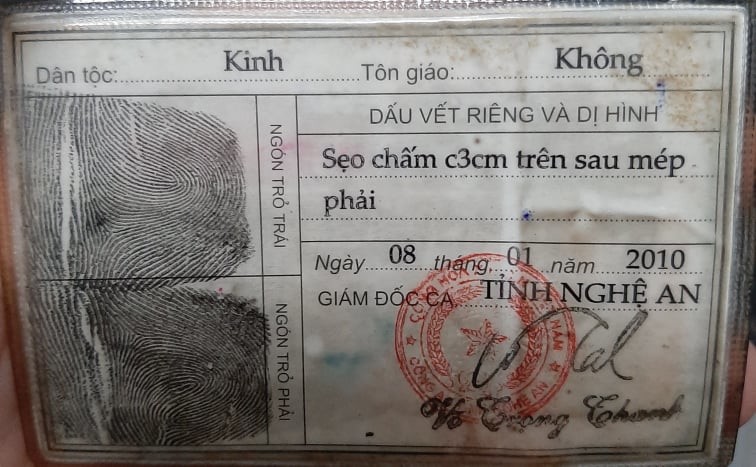 Dân tộc: Kinh Tôn giáo: Không
NGÓN TRỎ TRÁI
NGÓN TRỎ PHẢI
DẤU VẾT RIÊNG VÀ DỊ HÌNH
Sẹo chấm c3cm trên sau mép
phải
Ngày 08 tháng 01 năm 2010
GIÁM ĐỐC CA TỈNH NGHỆ AN